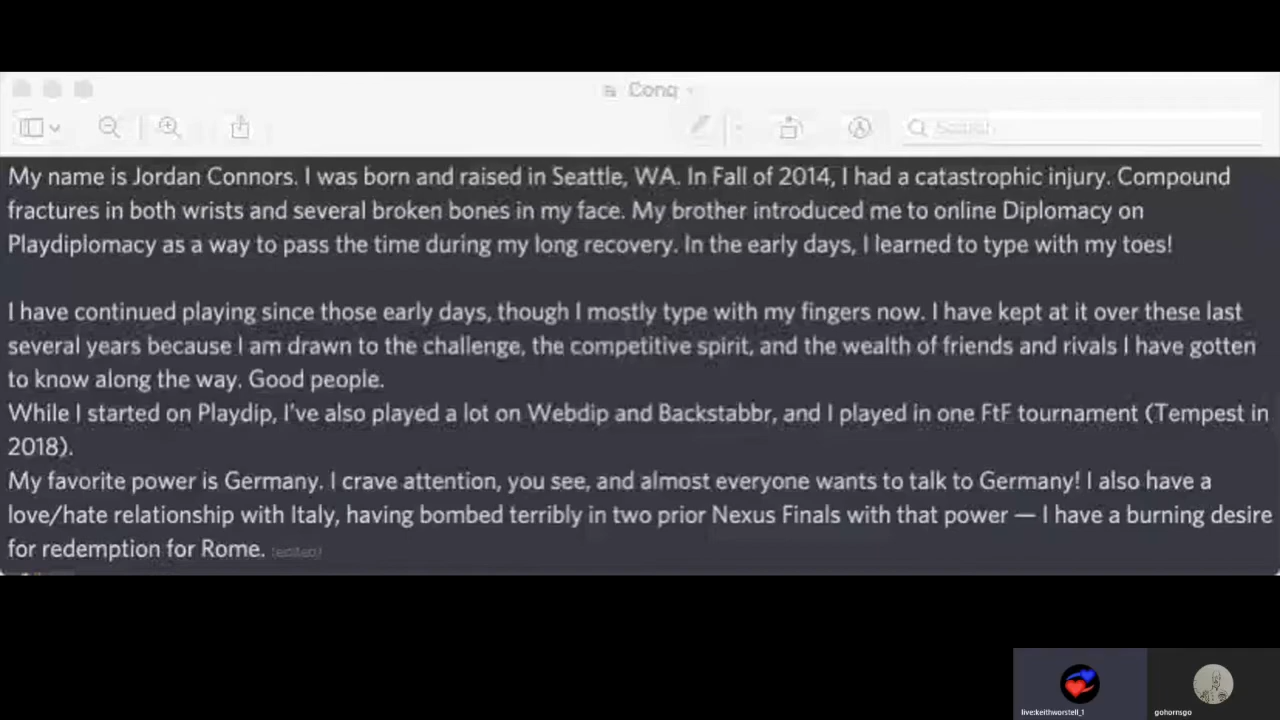 Conq
Search
My name is Jordan Connors. I was born and raised in Seattle, WA. In Fall of 2014, I had a catastrophic injury. Compound
fractures in both wrists and several broken bones in my face. My brother introduced me to online Diplomacy on
Playdiplomacy as a way to pass the time during my long recovery. In the early days, I learned to type with my toes!
I have continued playing since those early days, though I mostly type with my fingers now. I have kept at it over these last
several years because I am drawn to the challenge, the competitive spirit, and the wealth of friends and rivals I have gotten
to know along the way. Good people.
While I started on Playdip, I've also played a lot on Webdip and Backstabbr, and I played in one FtF tournament (Tempest in
2018).
My favorite power is Germany. I crave attention, you see, and almost everyone wants to talk to Germany! I also have a
love/hate relationship with Italy, having bombed terribly in two prior Nexus Finals with that power — I have a burning desire
for redemption for Rome. (edited)
live:keithworstell_1
gohornsgo